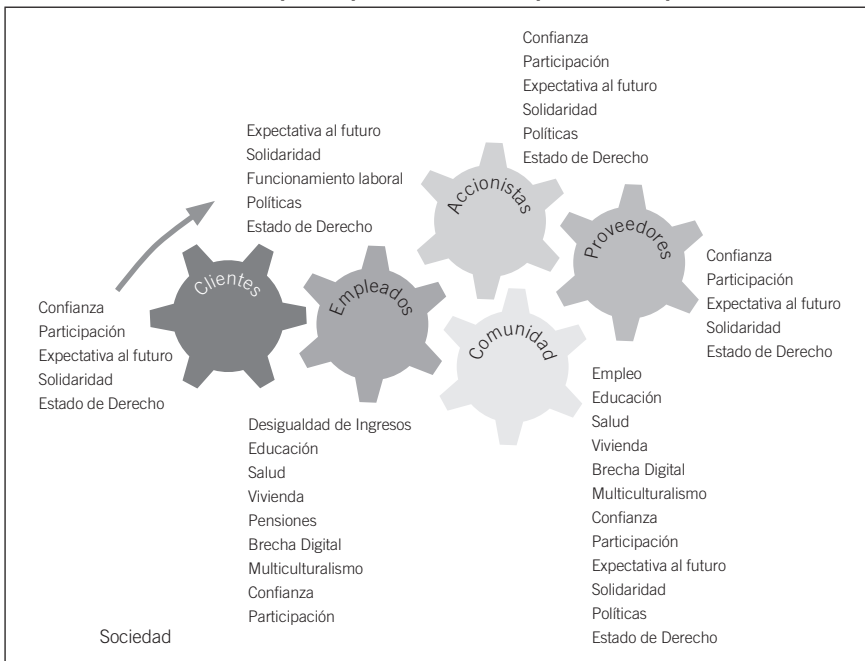 Confianza
Participación
Expectativa al futuro
Solidaridad
Políticas
Estado de Derecho
Expectativa al futuro
Solidaridad
Funcionamiento laboral
Políticas
Estado de Derecho
Accionistas
Proveedores
Clientes
Empleados
Comunidad
Confianza
Participación
Expectativa al futuro
Solidaridad
Estado de Derecho
Confianza
Participación
Expectativa al futuro
Solidaridad
Estado de Derecho
Desigualdad de Ingresos
Educación
Salud
Vivienda
Pensiones
Brecha Digital
Multiculturalismo
Confianza
Participación
Empleo
Educación
Salud
Vivienda
Brecha Digital
Multiculturalismo
Confianza
Participación
Expectativa al futuro
Solidaridad
Políticas
Estado de Derecho
Sociedad